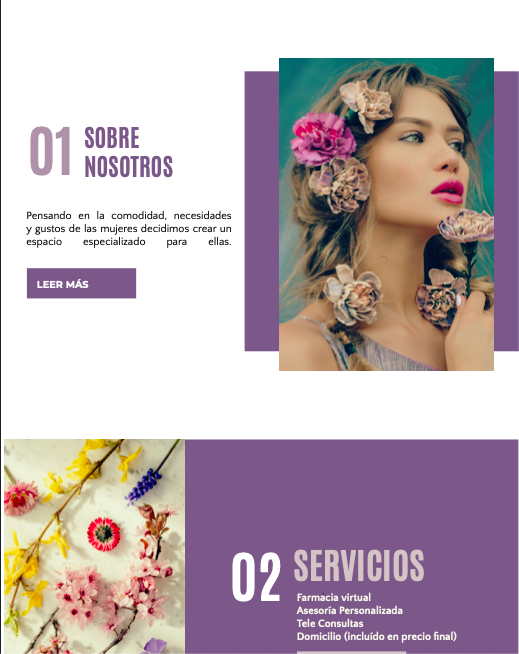 01 SOBRE
NOSOTROS
Pensando en la comodidad, necesidades
y gustos de las mujeres decidimos crear un
espacio especializado para ellas.
LEER MÁS
02 SERVICIOS
Farmacia virtual
Asesoría Personalizada
Tele Consultas
Domicilio (incluído en precio final)